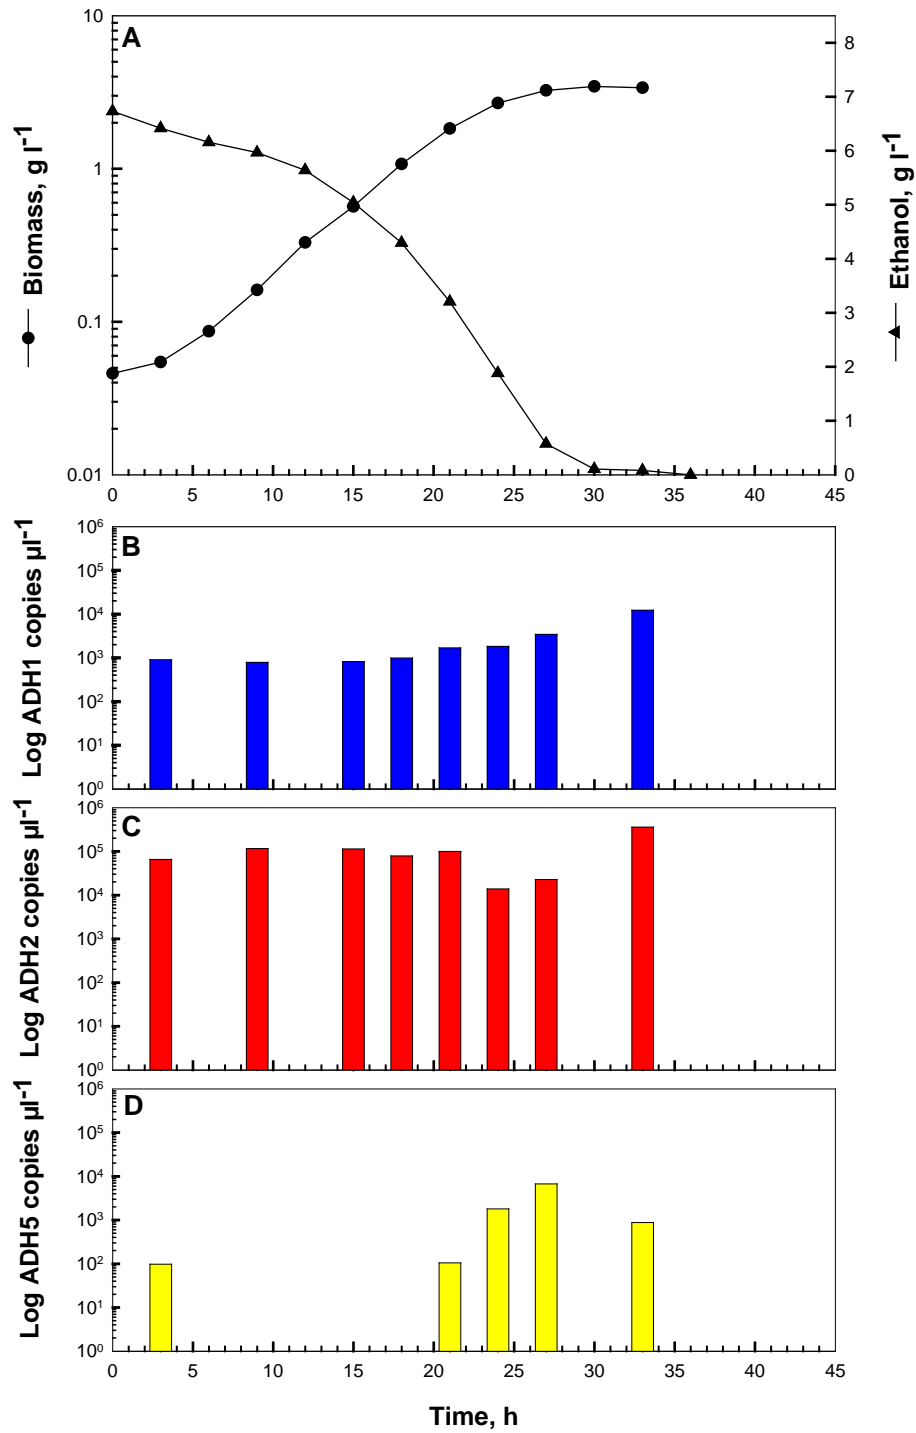 A
Biomass, g l⁻¹
10
1
0.1
0.01
Ethanol, g l⁻¹
8
7
6
5
4
3
2
1
0
0 5 10 15 20 25 30 35 40 45
B
Log ADH1 copies µl⁻¹
10⁶
10⁵
10⁴
10³
10²
10¹
10⁰
C
Log ADH2 copies µl⁻¹
10⁶
10⁵
10⁴
10³
10²
10¹
10⁰
D
Log ADH5 copies µl⁻¹
10⁶
10⁵
10⁴
10³
10²
10¹
10⁰
0 5 10 15 20 25 30 35 40 45
Time, h